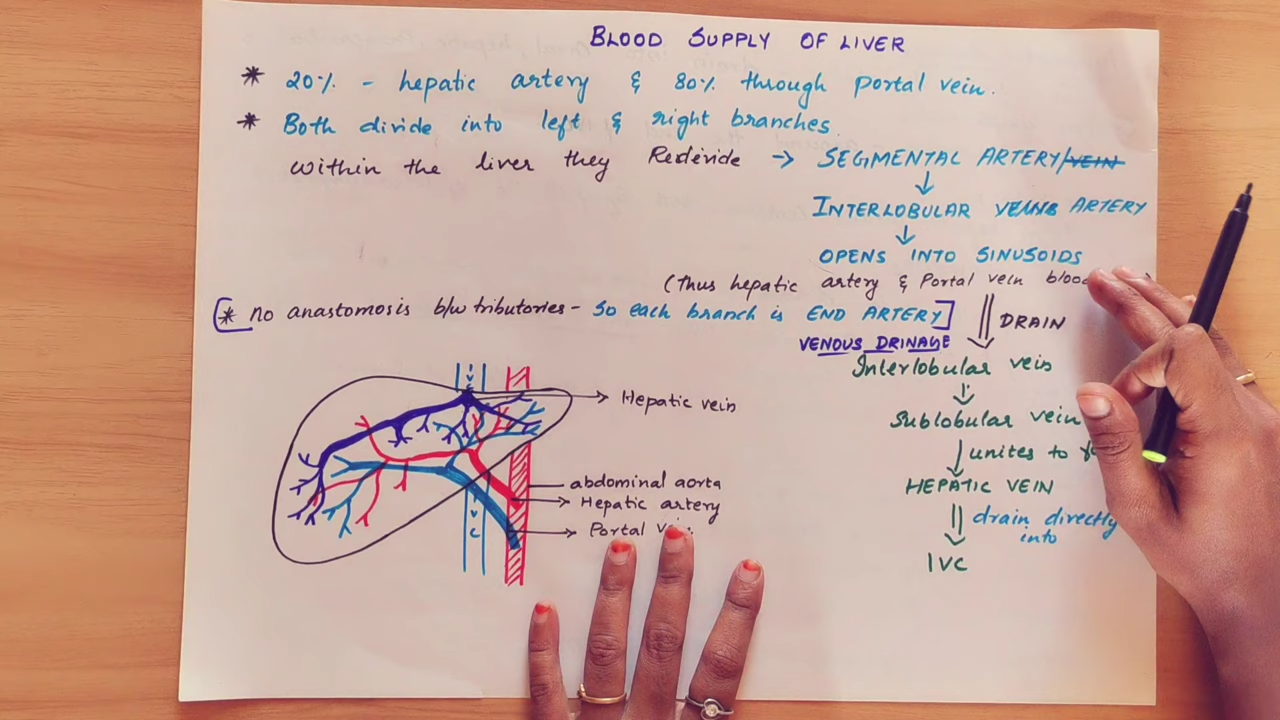 BLOOD SUPPLY OF LIVER
* 20% - hepatic artery & 80% through portal vein.
* Both divide into left & right branches.
within the liver they Redivide → SEGMENTAL ARTERY/VEIN
↓
INTERLOBULAR ARTERY
↓
OPENS INTO SINUSOIDS
(thus hepatic artery & Portal vein blood
[* no anastomosis b/w tributories - So each branch is END ARTERY]
DRAIN
VENOUS DRINAGE
Interlobular vein
↓
Sublobular vein
↓ unites to
HEPATIC VEIN
drain directly
into
IVC
IVC
Hepatic vein
abdominal aorta
Hepatic artery
Portal
IVC